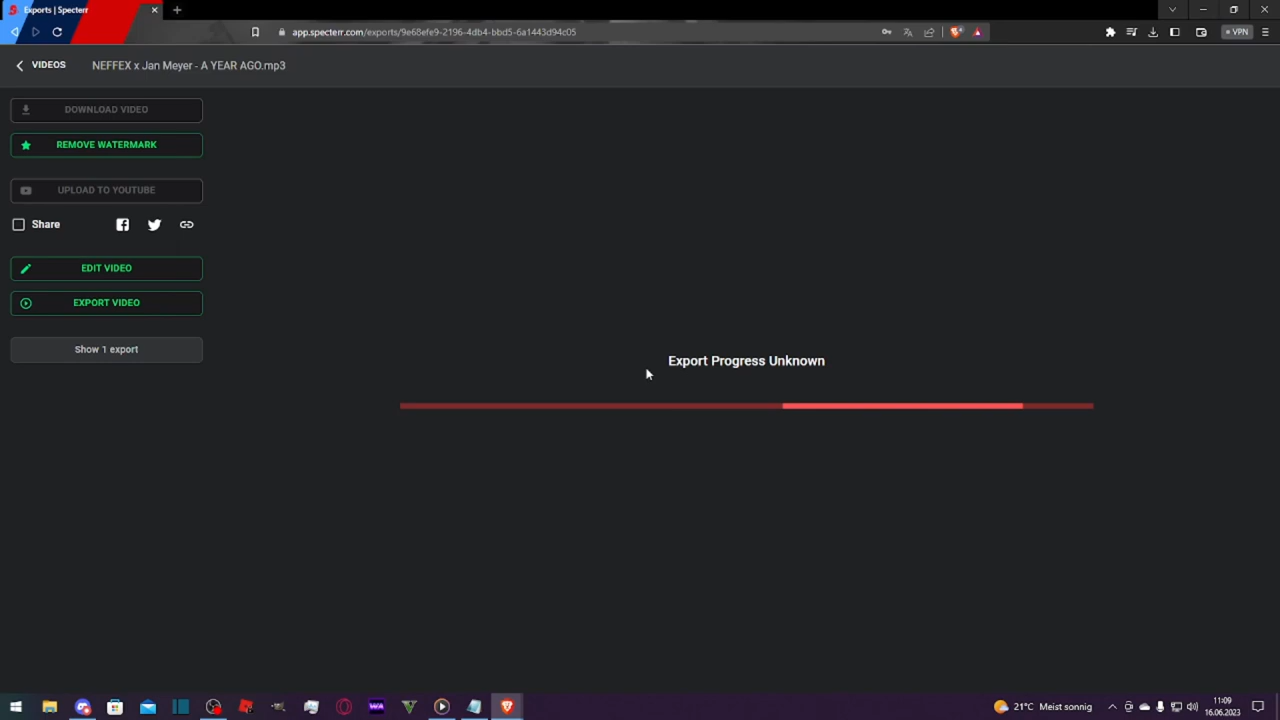 Exports | Specterr
app.specterr.com/exports/9e68efe9-2196-4db4-bbd5-6a1443d94c05
VPN
VIDEOS
NEFFEX x Jan Meyer - A YEAR AGO.mp3
DOWNLOAD VIDEO
REMOVE WATERMARK
UPLOAD TO YOUTUBE
Share
EDIT VIDEO
EXPORT VIDEO
Show 1 export
Export Progress Unknown
WA
21°C Meist sonnig
11:09
16.06.2023